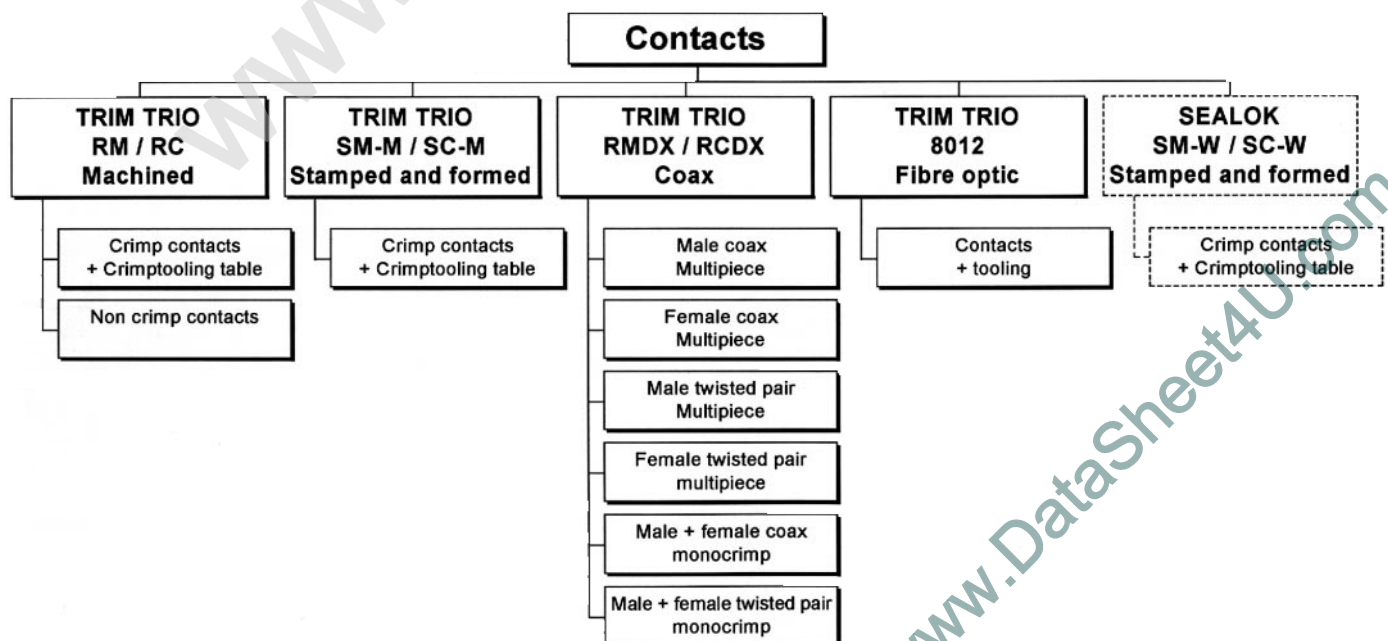 Contacts
TRIM TRIO
RM / RC
Machined
Crimp contacts
+ Crimptooling table
Non crimp contacts
TRIM TRIO
SM-M / SC-M
Stamped and formed
Crimp contacts
+ Crimptooling table
TRIM TRIO
RMDX / RCDX
Coax
Male coax
Multipiece
Female coax
Multipiece
Male twisted pair
Multipiece
Female twisted pair
multipiece
Male + female coax
monocrimp
Male + female twisted pair
monocrimp
TRIM TRIO
8012
Fibre optic
Contacts
+ tooling
SEALOK
SM-W / SC-W
Stamped and formed
Crimp contacts
+ Crimptooling table
www.DataSheet4U.com